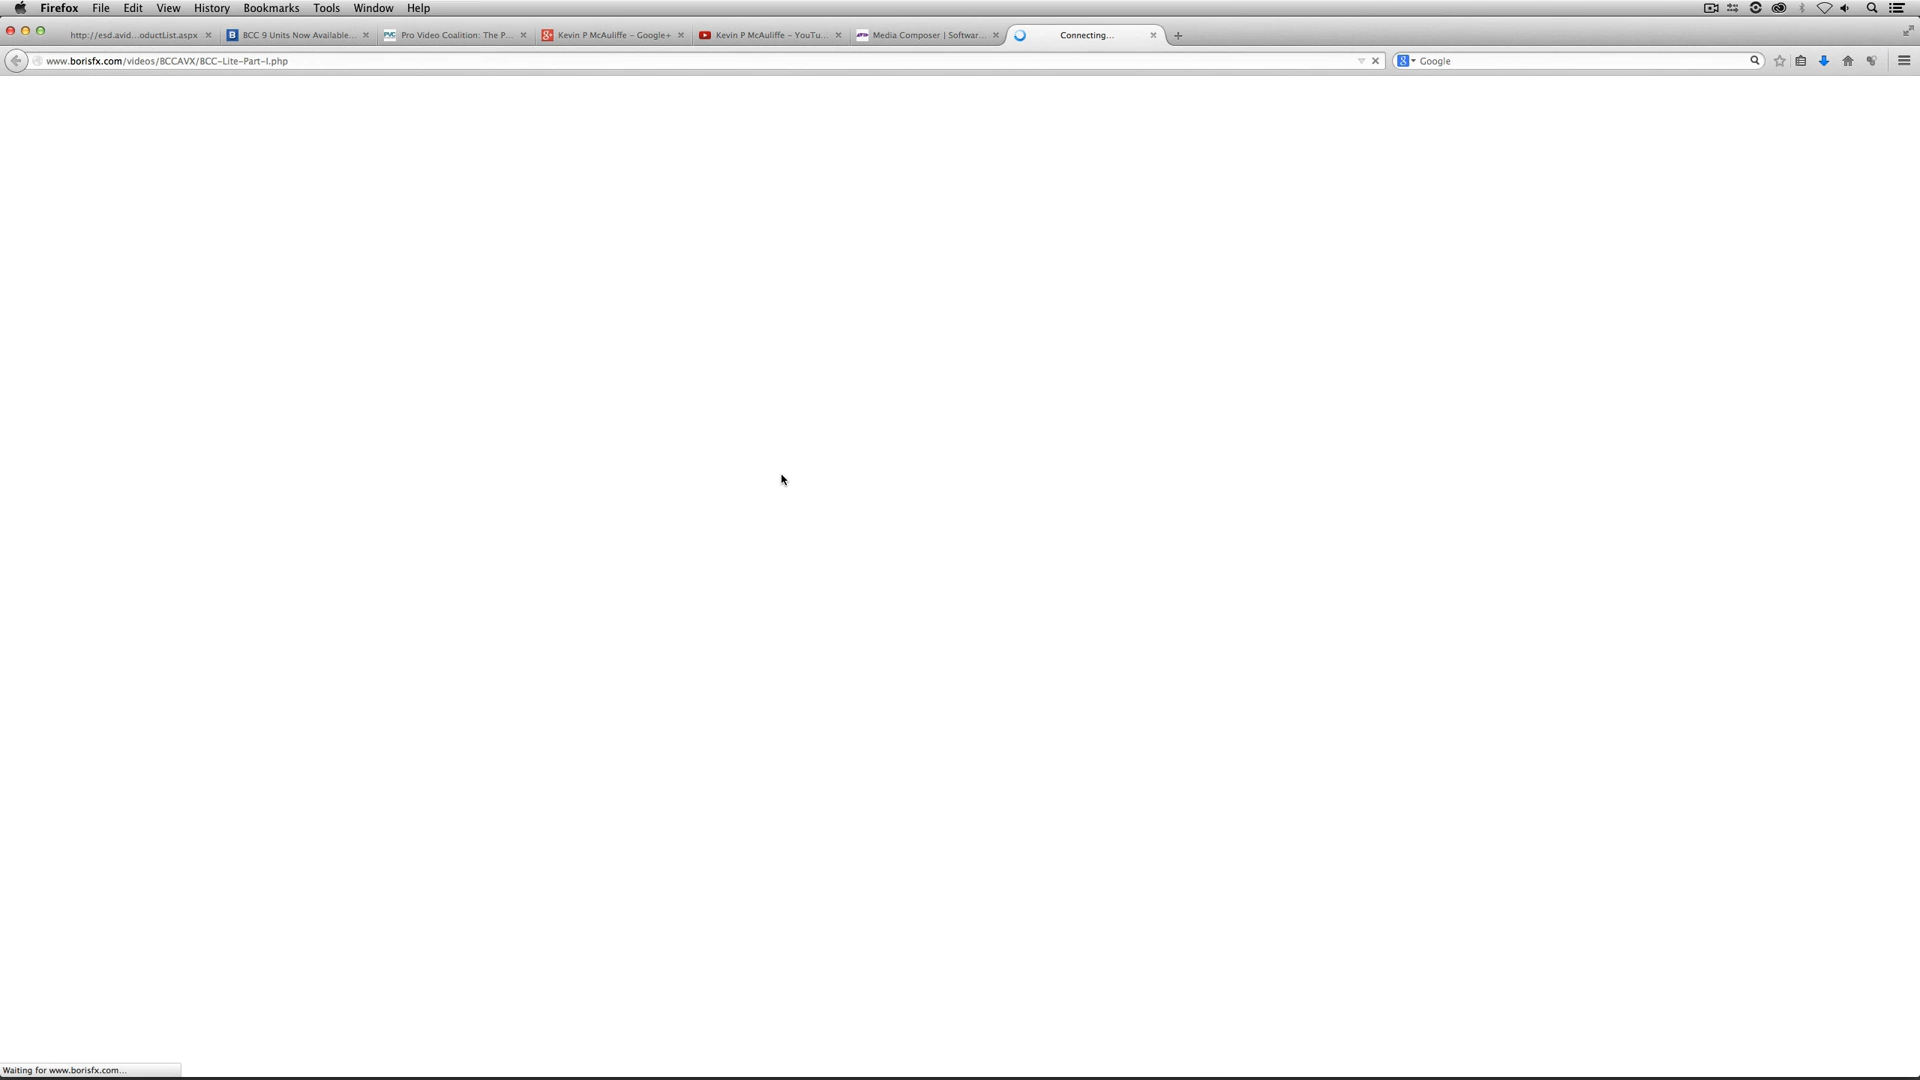 Firefox File Edit View History Bookmarks Tools Window Help
http://esd.avid...oductList.aspx BCC 9 Units Now Available... PVC Pro Video Coalition: The P... Kevin P McAuliffe – Google+ Kevin P McAuliffe – YouTu... AVID Media Composer | Softwar... Connecting...
www.borisfx.com/videos/BCCAVX/BCC-Lite-Part-I.php Google
Waiting for www.borisfx.com...